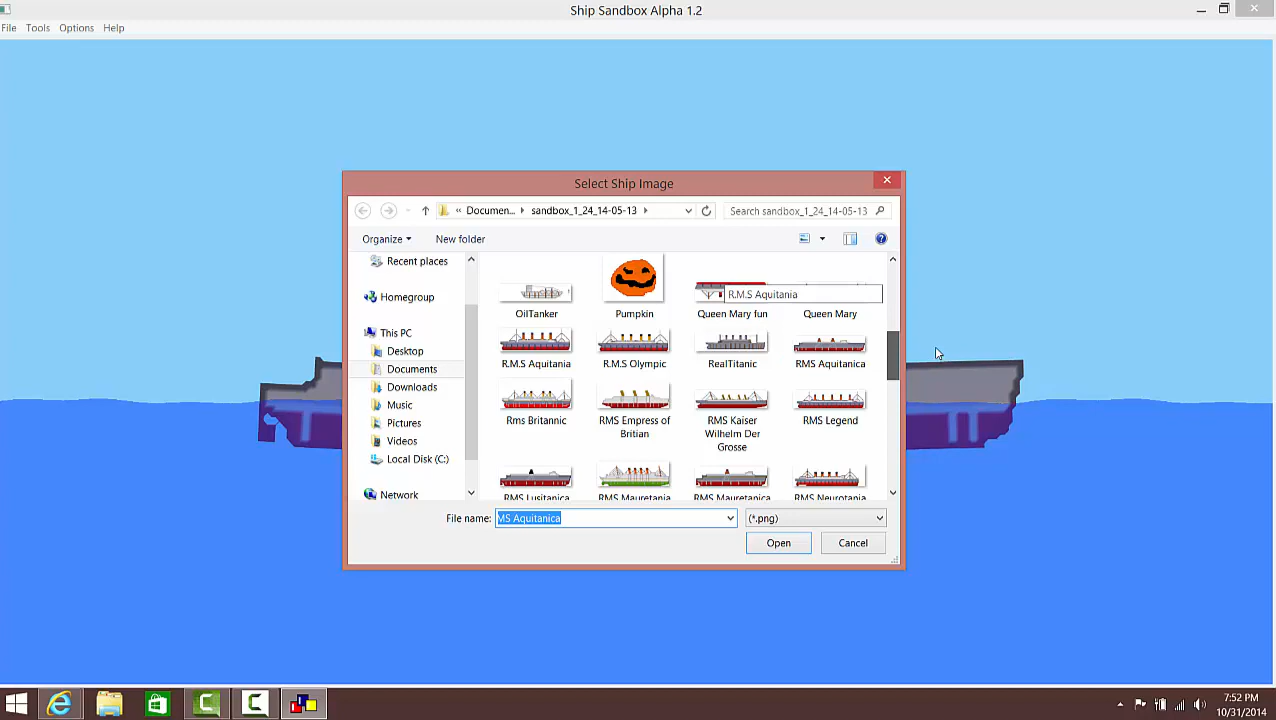 Ship Sandbox Alpha 1.2
File Tools Options Help
Select Ship Image
« Documen... sandbox_1_24_14-05-13
Search sandbox_1_24_14-05-13
Organize New folder
Recent places
Homegroup
This PC
Desktop
Documents
Downloads
Music
Pictures
Videos
Local Disk (C:)
Network
OilTanker Pumpkin Queen Mary fun Queen Mary
R.M.S Aquitania
R.M.S Aquitania R.M.S Olympic RealTitanic RMS Aquitanica
Rms Britannic RMS Empress of Britian RMS Kaiser Wilhelm Der Grosse RMS Legend
RMS Lusitanica RMS Mauretania RMS Mauretanica RMS Neurotania
File name: MS Aquitanica (*.png)
Open Cancel
7:52 PM
10/31/2014